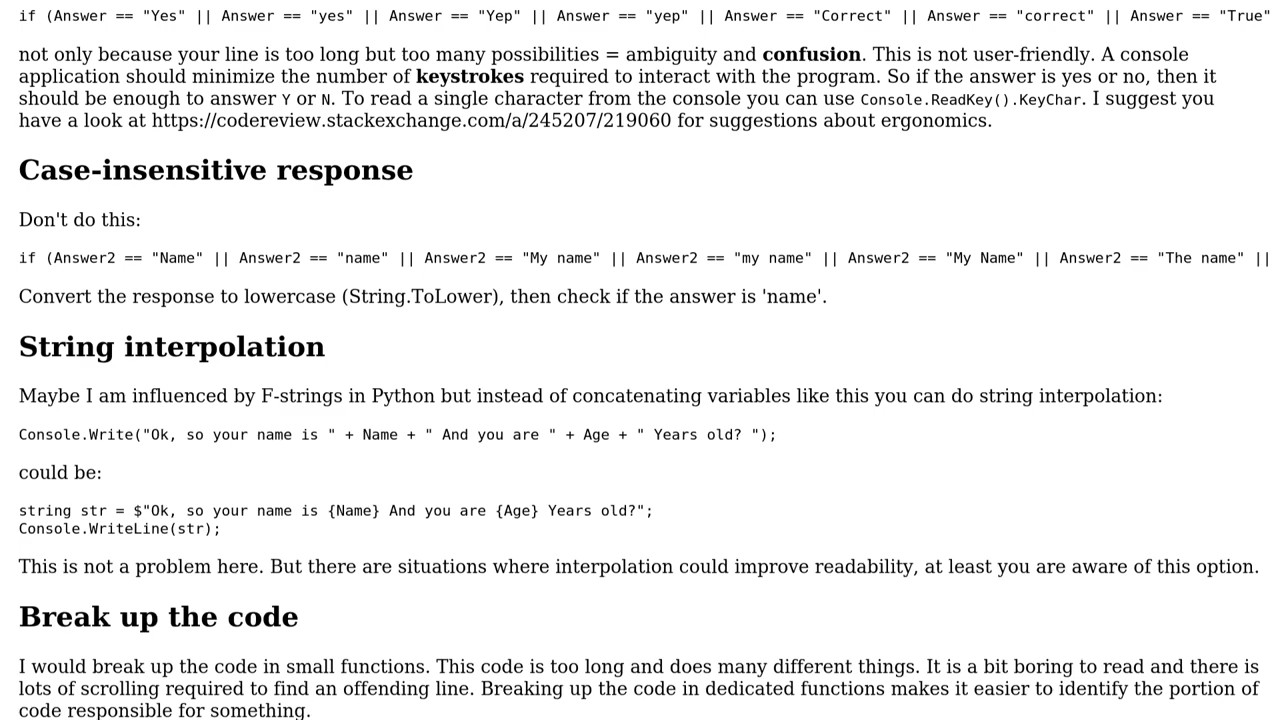 if (Answer == "Yes" || Answer == "yes" || Answer == "Yep" || Answer == "yep" || Answer == "Correct" || Answer == "correct" || Answer == "True"
not only because your line is too long but too many possibilities = ambiguity and confusion. This is not user-friendly. A console
application should minimize the number of keystrokes required to interact with the program. So if the answer is yes or no, then it
should be enough to answer Y or N. To read a single character from the console you can use Console.ReadKey().KeyChar. I suggest you
have a look at https://codereview.stackexchange.com/a/245207/219060 for suggestions about ergonomics.
Case-insensitive response
Don't do this:
if (Answer2 == "Name" || Answer2 == "name" || Answer2 == "My name" || Answer2 == "my name" || Answer2 == "My Name" || Answer2 == "The name" ||
Convert the response to lowercase (String.ToLower), then check if the answer is 'name'.
String interpolation
Maybe I am influenced by F-strings in Python but instead of concatenating variables like this you can do string interpolation:
Console.Write("Ok, so your name is " + Name + " And you are " + Age + " Years old? ");
could be:
string str = $"Ok, so your name is {Name} And you are {Age} Years old?";
Console.WriteLine(str);
This is not a problem here. But there are situations where interpolation could improve readability, at least you are aware of this option.
Break up the code
I would break up the code in small functions. This code is too long and does many different things. It is a bit boring to read and there is
lots of scrolling required to find an offending line. Breaking up the code in dedicated functions makes it easier to identify the portion of
code responsible for something.